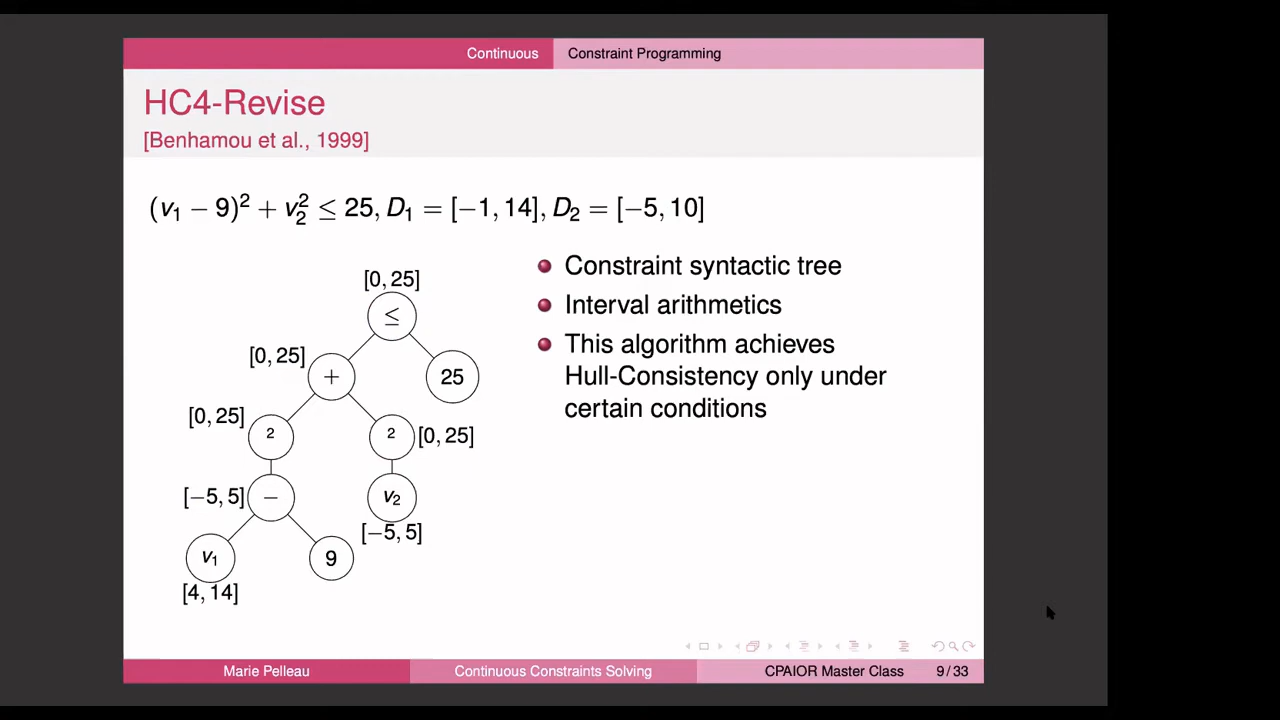 Continuous Constraint Programming
HC4-Revise
[Benhamou et al., 1999]
(v₁ − 9)² + v₂² ≤ 25, D₁ = [−1, 14], D₂ = [−5, 10]
Constraint syntactic tree
Interval arithmetics
This algorithm achieves
Hull-Consistency only under
certain conditions
[0, 25]
≤
[0, 25]
+
25
[0, 25]
2
2
[0, 25]
[−5, 5]
−
v₂
[−5, 5]
v₁
9
[4, 14]
Marie Pelleau Continuous Constraints Solving CPAIOR Master Class 9 / 33